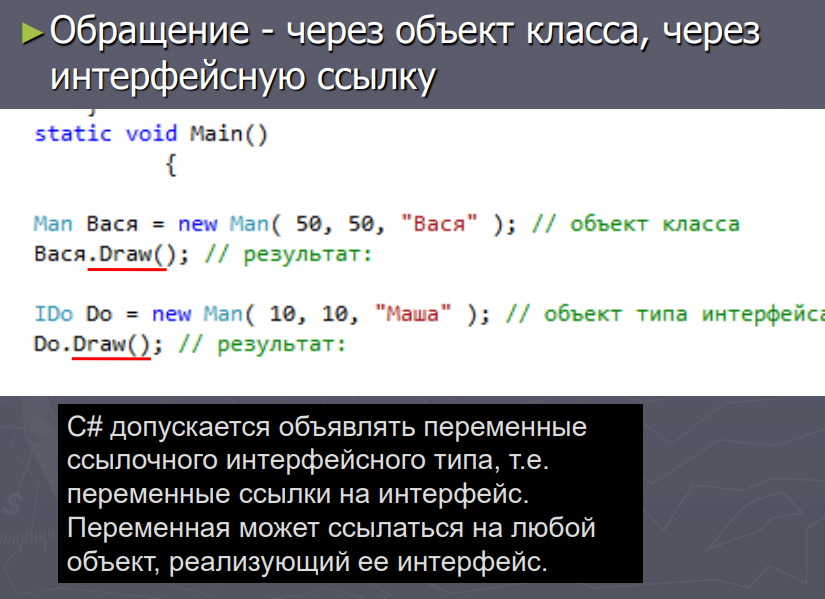 Обращение - через объект класса, через
интерфейсную ссылку
}
static void Main()
{
Man Вася = new Man( 50, 50, "Вася" ); // объект класса
Вася.Draw(); // результат:
IDo Do = new Man( 10, 10, "Маша" ); // объект типа интерфейса
Do.Draw(); // результат:
C# допускается объявлять переменные
ссылочного интерфейсного типа, т.е.
переменные ссылки на интерфейс.
Переменная может ссылаться на любой
объект, реализующий ее интерфейс.